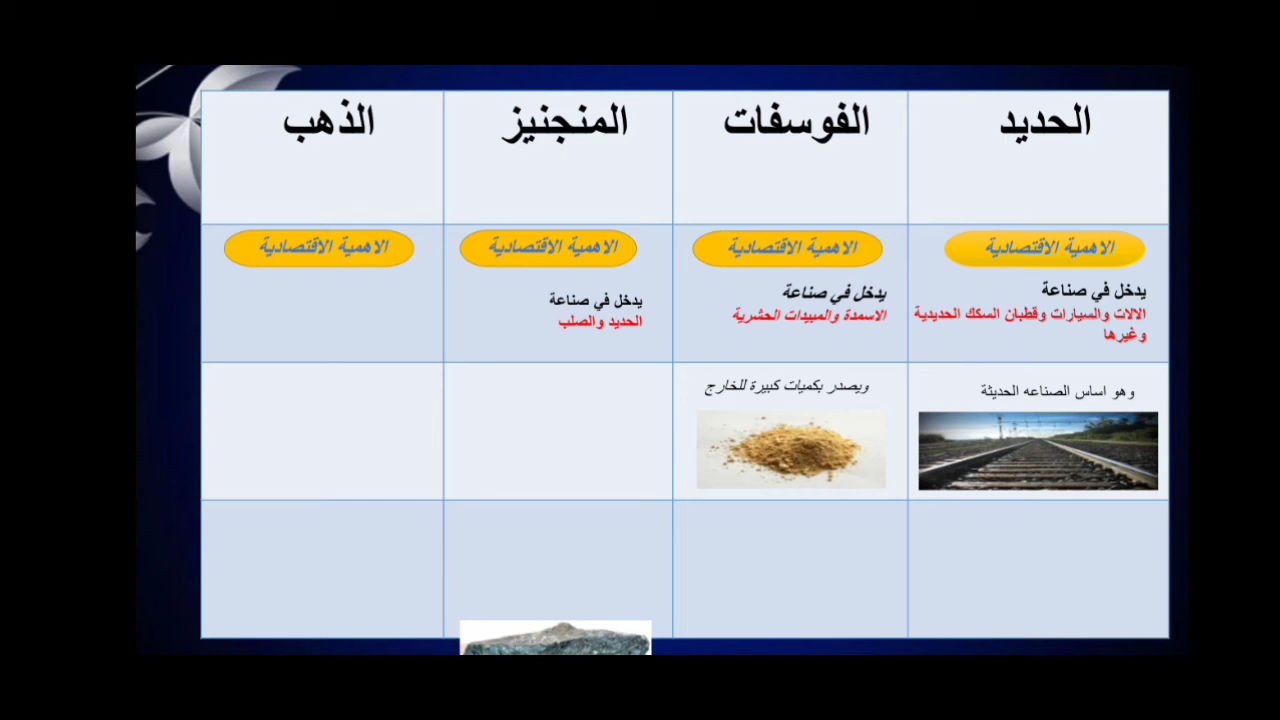 الحديد
الفوسفات
المنجنيز
الذهب
الاهمية الاقتصادية
الاهمية الاقتصادية
الاهمية الاقتصادية
الاهمية الاقتصادية
يدخل في صناعة
الالات والسيارات وقطبان السكك الحديدية
وغيرها
يدخل في صناعة
الاسمدة والمبيدات الحشرية
يدخل في صناعة
الحديد والصلب
وهو اساس الصناعه الحديثة
ويصدر بكميات كبيرة للخارج